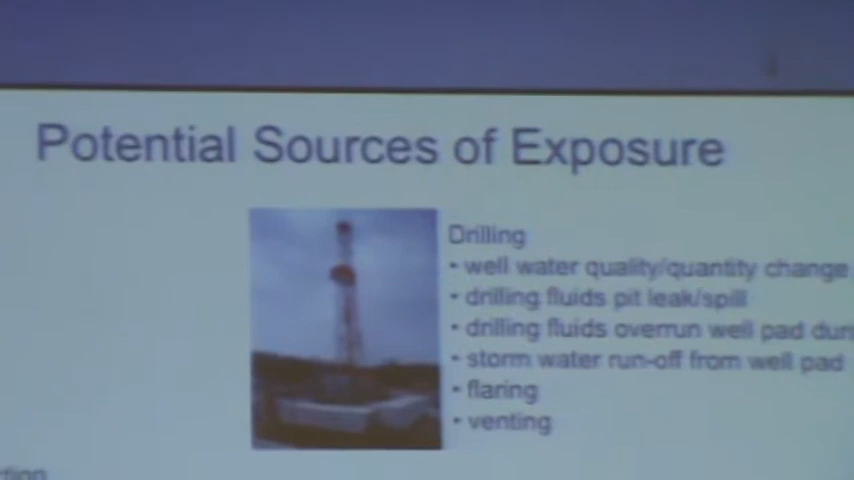 Potential Sources of Exposure
Drilling
• well water quality/quantity change
• drilling fluids pit leak/spill
• drilling fluids overrun well pad
• storm water run-off from well pad
• flaring
• venting